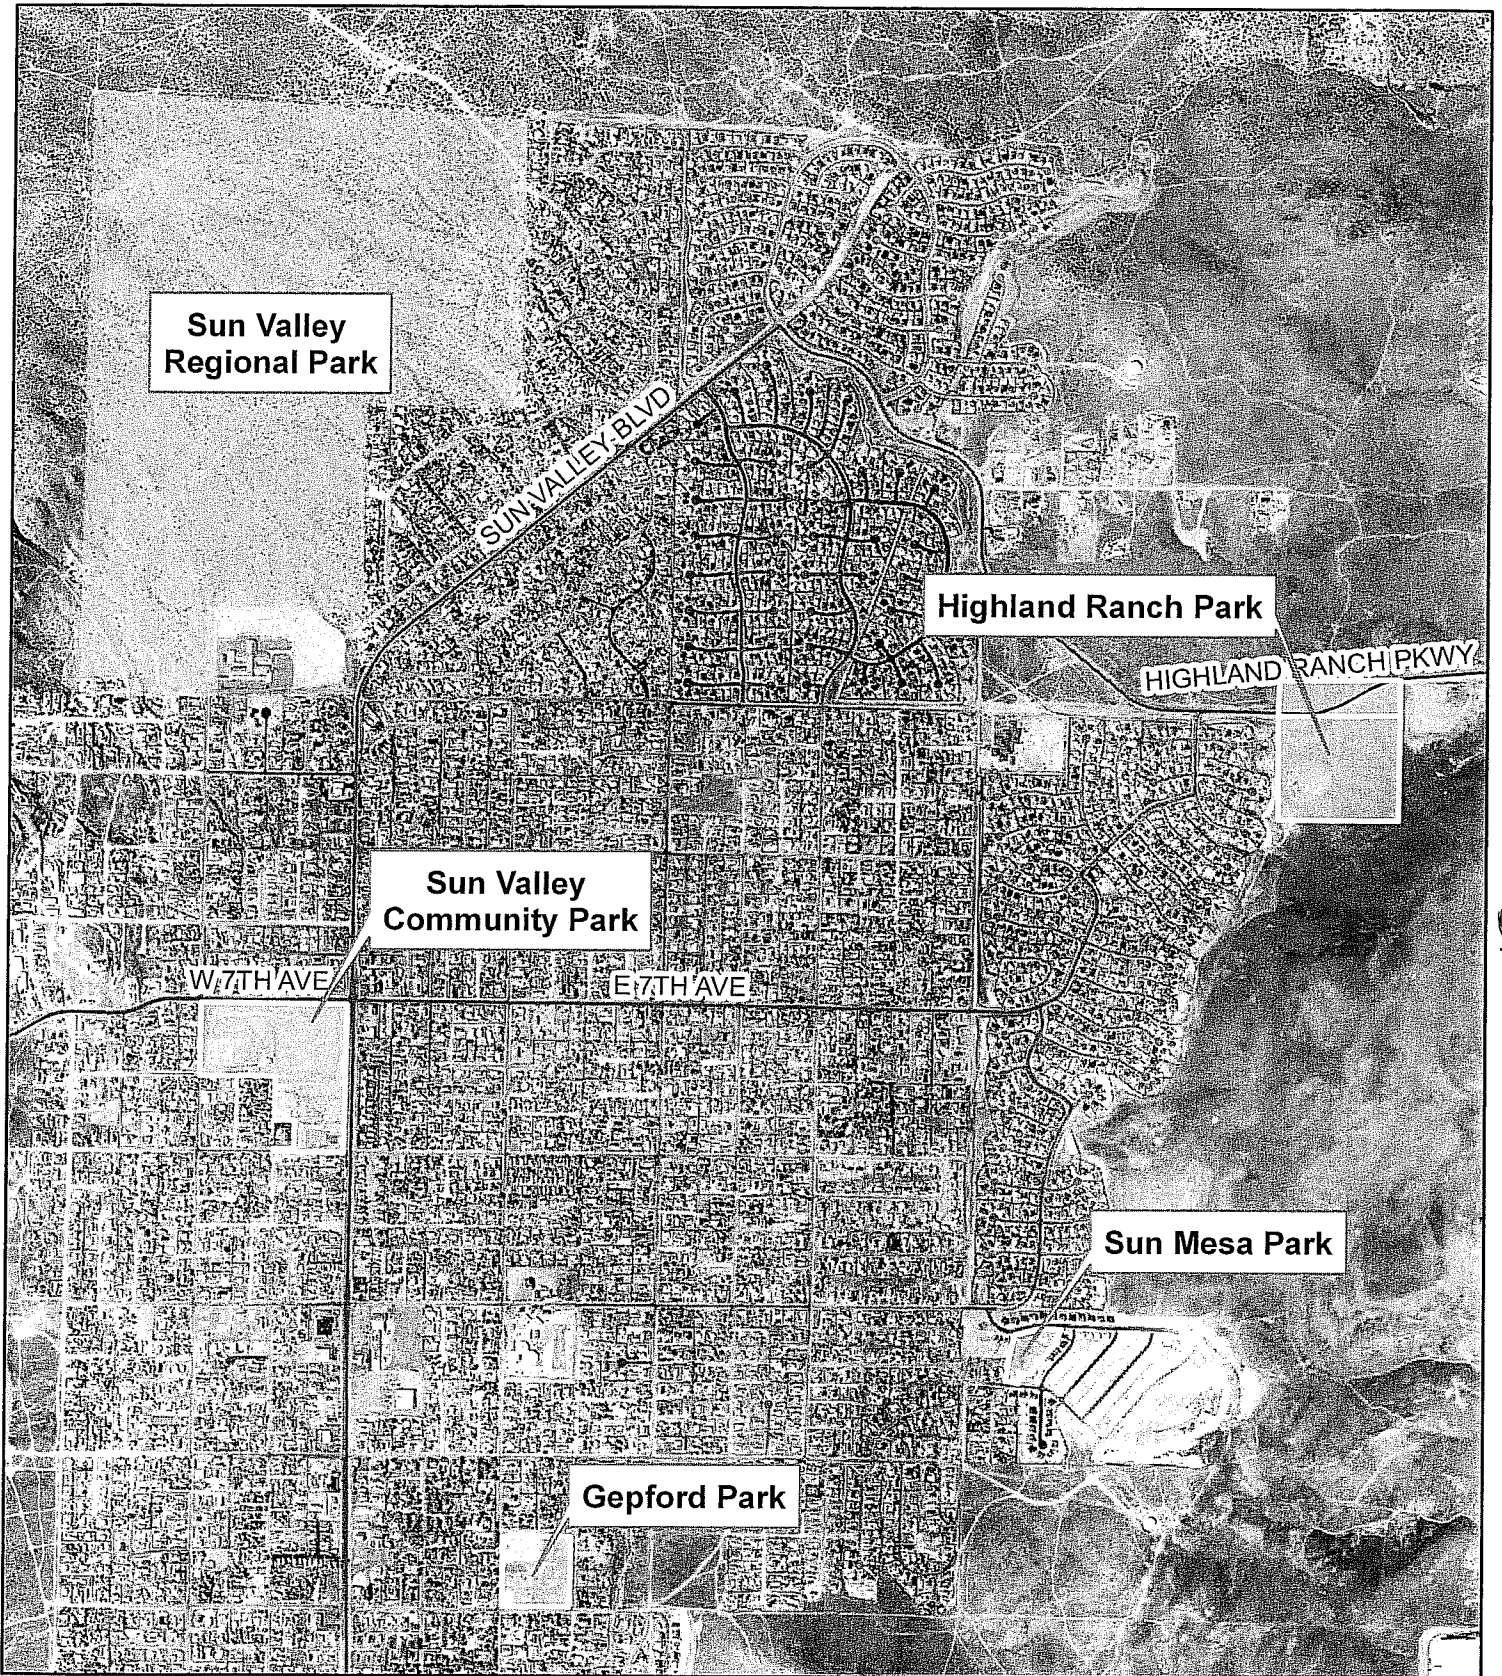 Sun Valley
Regional Park
SUN VALLEY BLVD
Highland Ranch Park
HIGHLAND RANCH PKWY
Sun Valley
Community Park
W 7TH AVE
E 7TH AVE
Sun Mesa Park
Gepford Park